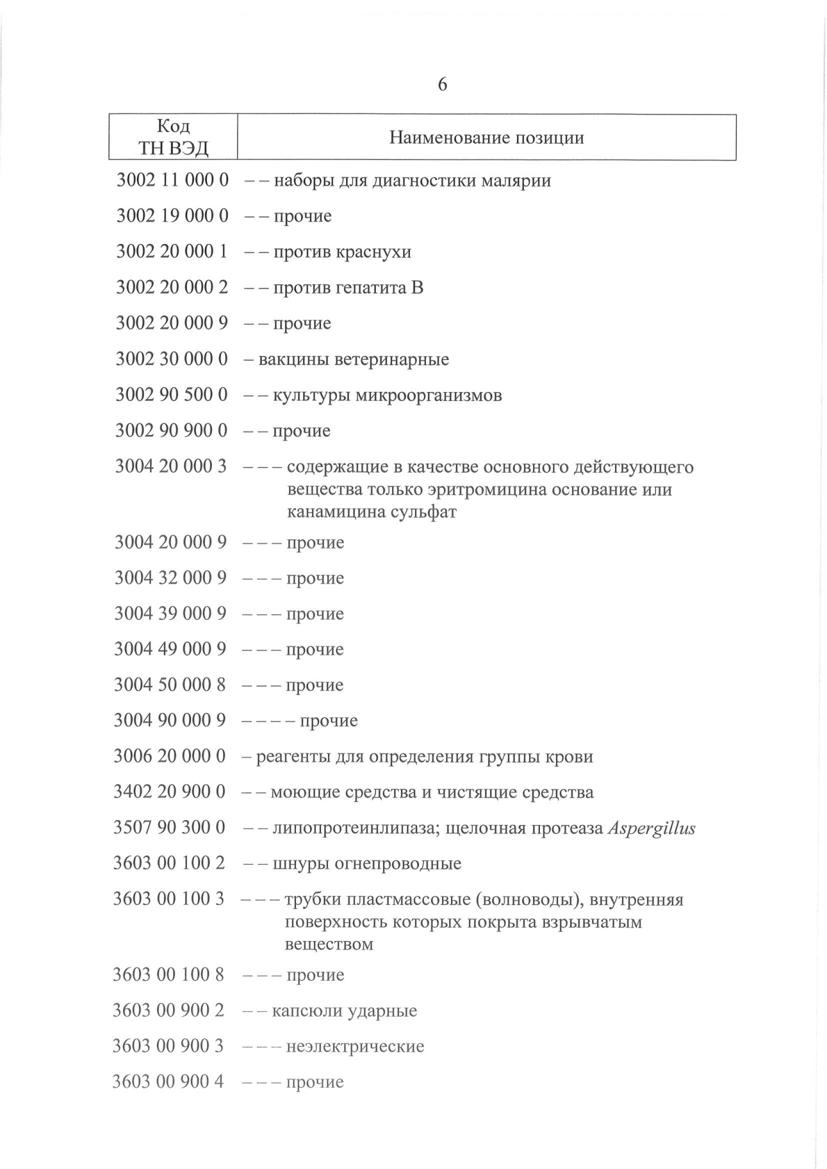 6
Код
ТН ВЭД
Наименование позиции
3002 11 000 0 – – наборы для диагностики малярии
3002 19 000 0 – – прочие
3002 20 000 1 – – против краснухи
3002 20 000 2 – – против гепатита B
3002 20 000 9 – – прочие
3002 30 000 0 – вакцины ветеринарные
3002 90 500 0 – – культуры микроорганизмов
3002 90 900 0 – – прочие
3004 20 000 3 – – – содержащие в качестве основного действующего
вещества только эритромицина основание или
канамицина сульфат
3004 20 000 9 – – – прочие
3004 32 000 9 – – – прочие
3004 39 000 9 – – – прочие
3004 49 000 9 – – – прочие
3004 50 000 8 – – – прочие
3004 90 000 9 – – – – прочие
3006 20 000 0 – реагенты для определения группы крови
3402 20 900 0 – – моющие средства и чистящие средства
3507 90 300 0 – – липопротеинлипаза; щелочная протеаза Aspergillus
3603 00 100 2 – – шнуры огнепроводные
3603 00 100 3 – – – трубки пластмассовые (волноводы), внутренняя
поверхность которых покрыта взрывчатым
веществом
3603 00 100 8 – – – прочие
3603 00 900 2 – – капсюли ударные
3603 00 900 3 – – – неэлектрические
3603 00 900 4 – – – прочие